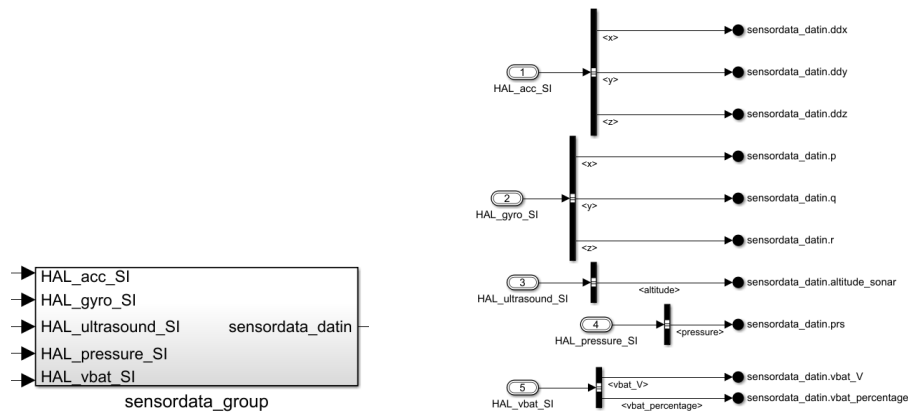 HAL_acc_SI
HAL_gyro_SI
HAL_ultrasound_SI
sensordata_datin
HAL_pressure_SI
HAL_vbat_SI
sensordata_group
<x>
sensordata_datin.ddx
1
HAL_acc_SI
<y>
sensordata_datin.ddy
<z>
sensordata_datin.ddz
<x>
sensordata_datin.p
2
HAL_gyro_SI
<y>
sensordata_datin.q
<z>
sensordata_datin.r
3
HAL_ultrasound_SI
<altitude>
sensordata_datin.altitude_sonar
4
HAL_pressure_SI
<pressure>
sensordata_datin.prs
5
HAL_vbat_SI
<vbat_V>
sensordata_datin.vbat_V
<vbat_percentage>
sensordata_datin.vbat_percentage